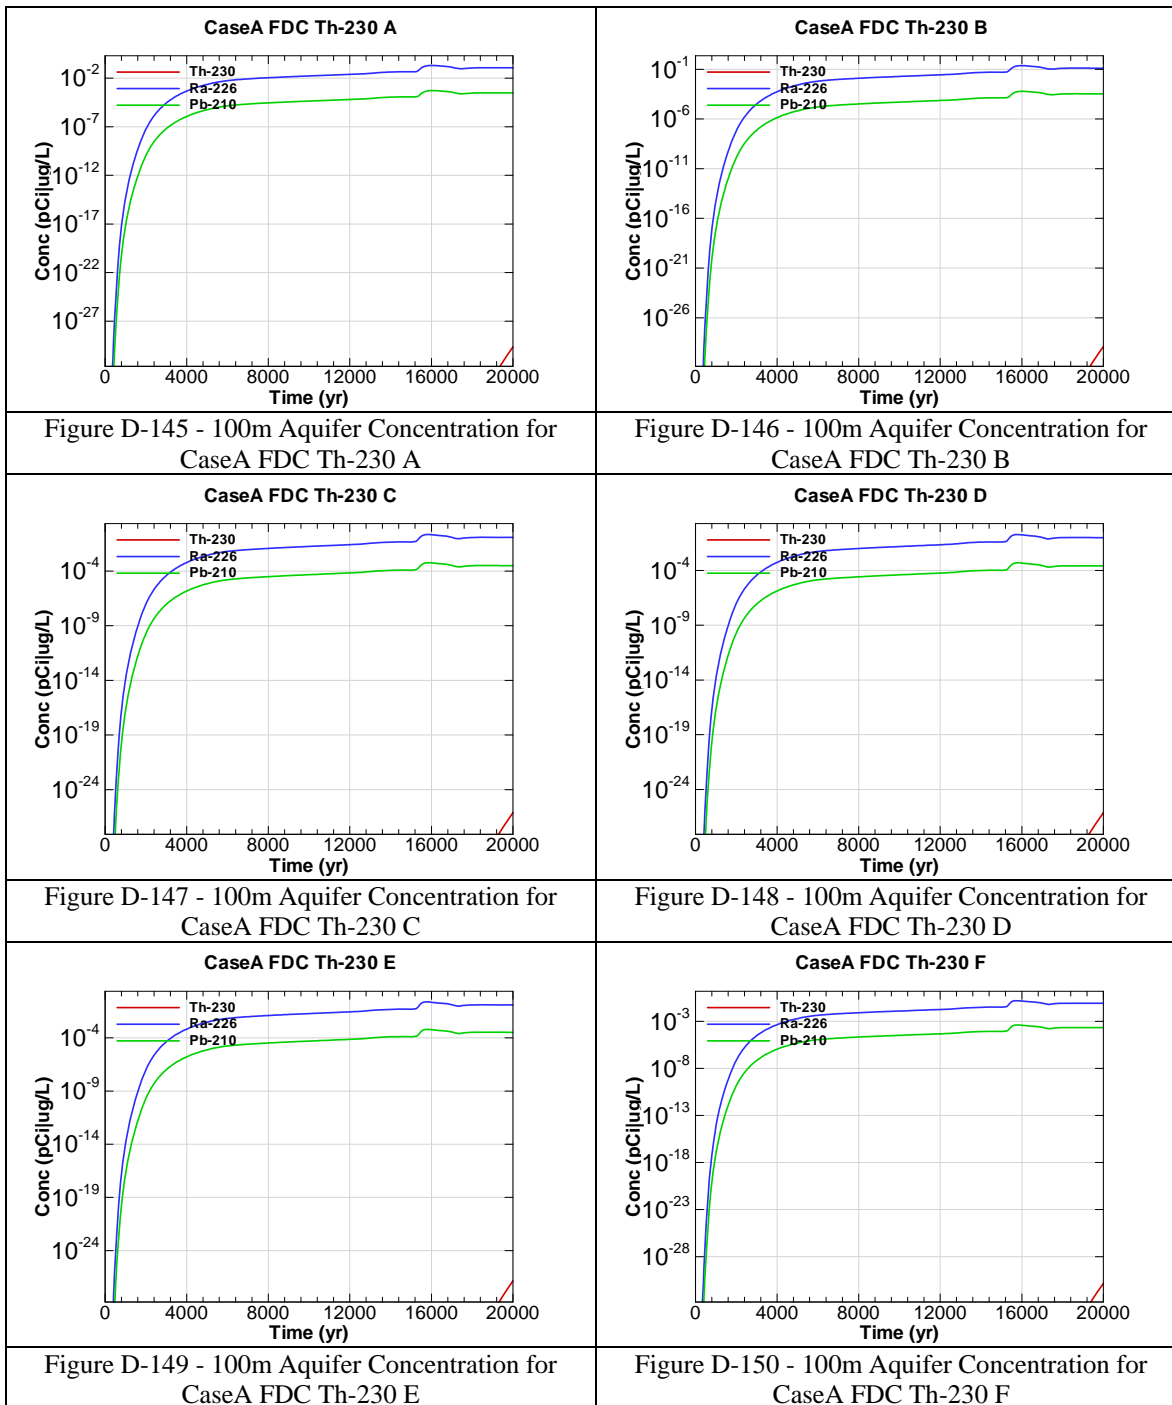 CaseA FDC Th-230 A
Th-230
Ra-226
Pb-210
10-2
10-7
10-12
10-17
10-22
10-27
Conc (pCi|ug/L)
0 4000 8000 12000 16000 20000
Time (yr)
Figure D-145 - 100m Aquifer Concentration for
CaseA FDC Th-230 A
CaseA FDC Th-230 B
Th-230
Ra-226
Pb-210
10-1
10-6
10-11
10-16
10-21
10-26
Conc (pCi|ug/L)
0 4000 8000 12000 16000 20000
Time (yr)
Figure D-146 - 100m Aquifer Concentration for
CaseA FDC Th-230 B
CaseA FDC Th-230 C
Th-230
Ra-226
Pb-210
10-4
10-9
10-14
10-19
10-24
Conc (pCi|ug/L)
0 4000 8000 12000 16000 20000
Time (yr)
Figure D-147 - 100m Aquifer Concentration for
CaseA FDC Th-230 C
CaseA FDC Th-230 D
Th-230
Ra-226
Pb-210
10-4
10-9
10-14
10-19
10-24
Conc (pCi|ug/L)
0 4000 8000 12000 16000 20000
Time (yr)
Figure D-148 - 100m Aquifer Concentration for
CaseA FDC Th-230 D
CaseA FDC Th-230 E
Th-230
Ra-226
Pb-210
10-4
10-9
10-14
10-19
10-24
Conc (pCi|ug/L)
0 4000 8000 12000 16000 20000
Time (yr)
Figure D-149 - 100m Aquifer Concentration for
CaseA FDC Th-230 E
CaseA FDC Th-230 F
Th-230
Ra-226
Pb-210
10-3
10-8
10-13
10-18
10-23
10-28
Conc (pCi|ug/L)
0 4000 8000 12000 16000 20000
Time (yr)
Figure D-150 - 100m Aquifer Concentration for
CaseA FDC Th-230 F